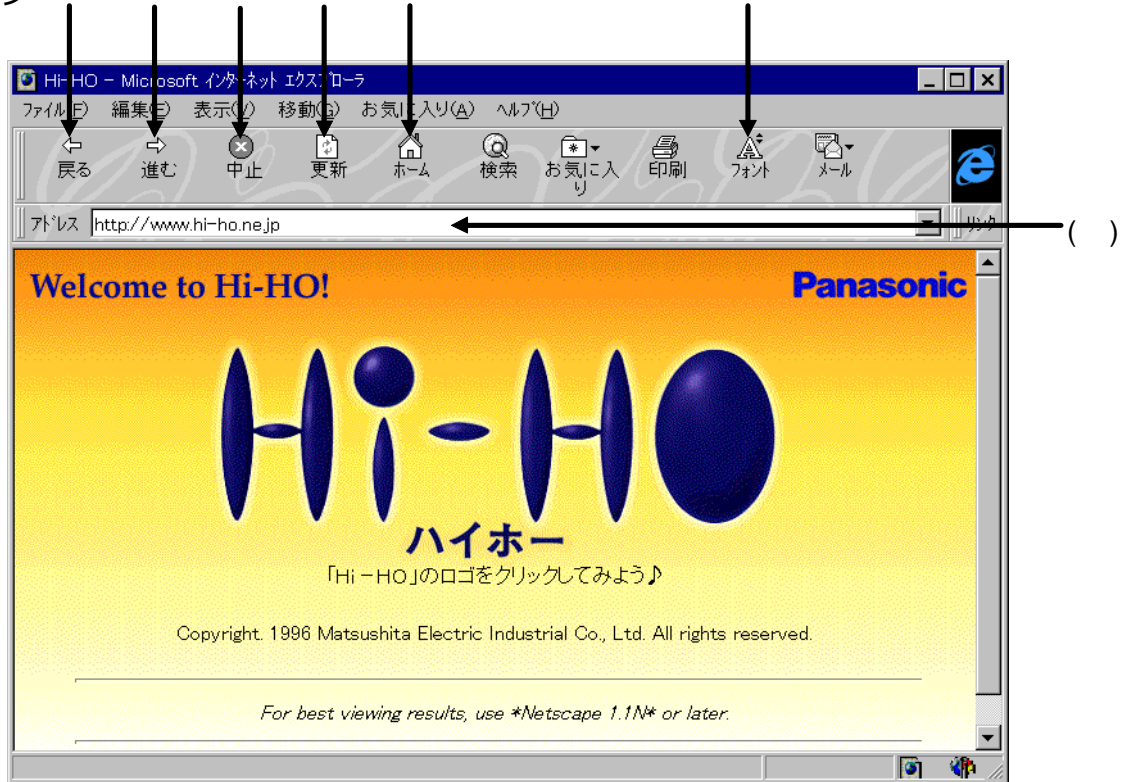 Hi-HO - Microsoft インターネット エクスプローラ
ファイル(F) 編集(E) 表示(V) 移動(G) お気に入り(A) ヘルプ(H)
戻る 進む 中止 更新 ホーム 検索 お気に入り 印刷 フォント メール
アドレス http://www.hi-ho.ne.jp リンク
( )
Welcome to Hi-HO! Panasonic
Hi-HO
ハイホー
「Hi-HO」のロゴをクリックしてみよう♪
Copyright. 1996 Matsushita Electric Industrial Co., Ltd. All rights reserved.
For best viewing results, use *Netscape 1.1N* or later.